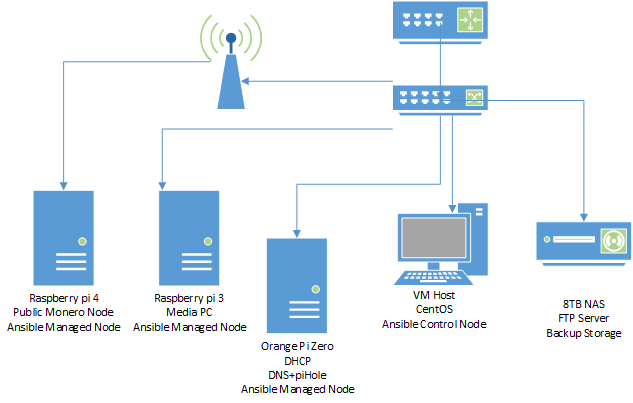 Raspberry pi 4
Public Monero Node
Ansible Managed Node
Raspberry pi 3
Media PC
Ansible Managed Node
Orange Pi Zero
DHCP
DNS+piHole
Ansible Managed Node
VM Host
CentOS
Ansible Control Node
8TB NAS
FTP Server
Backup Storage